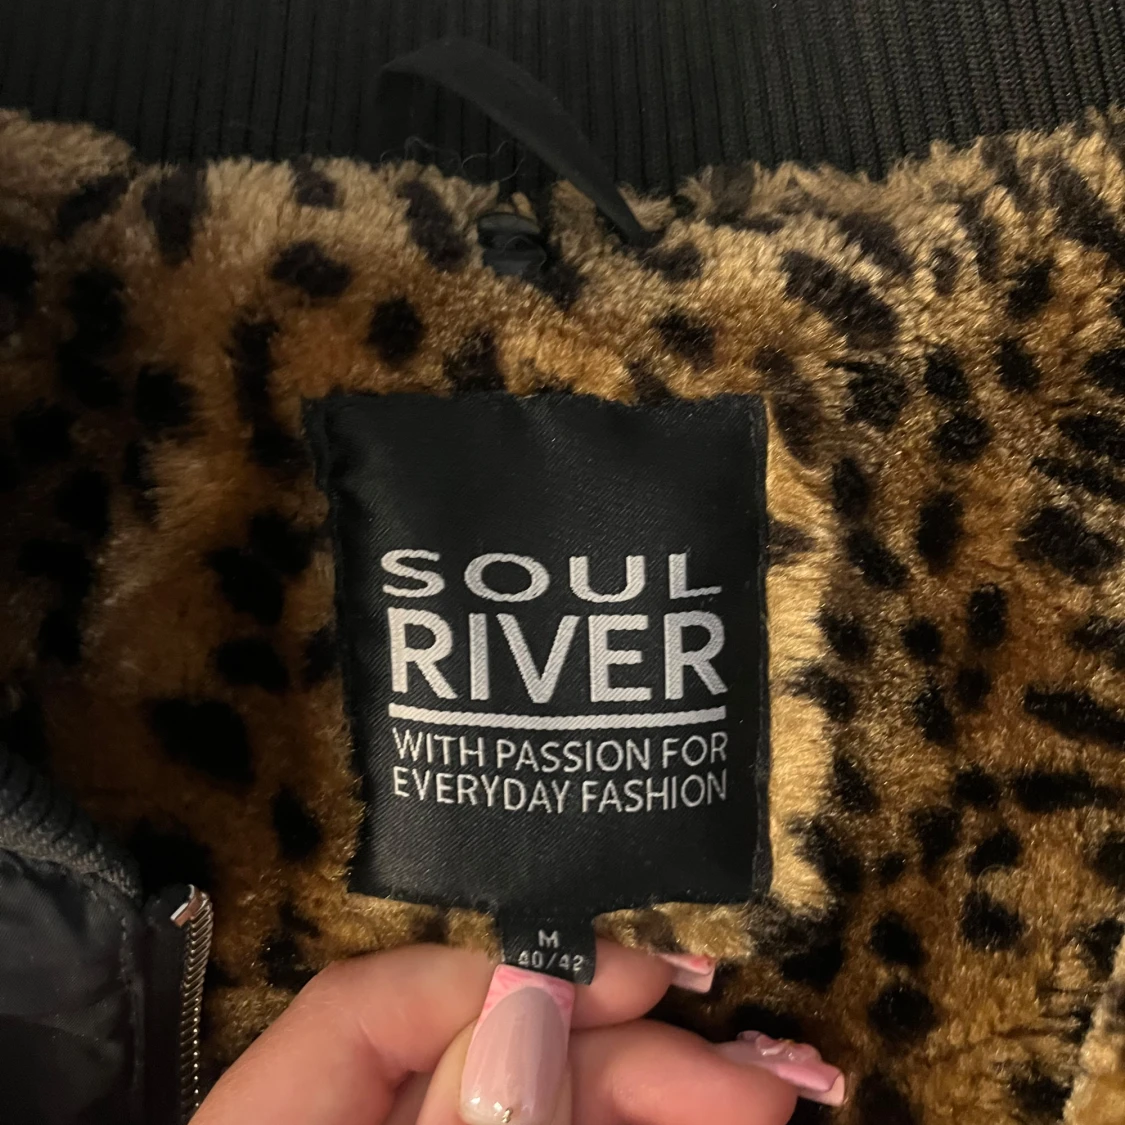 SOUL
RIVER
WITH PASSION FOR
EVERYDAY FASHION
M
40/42